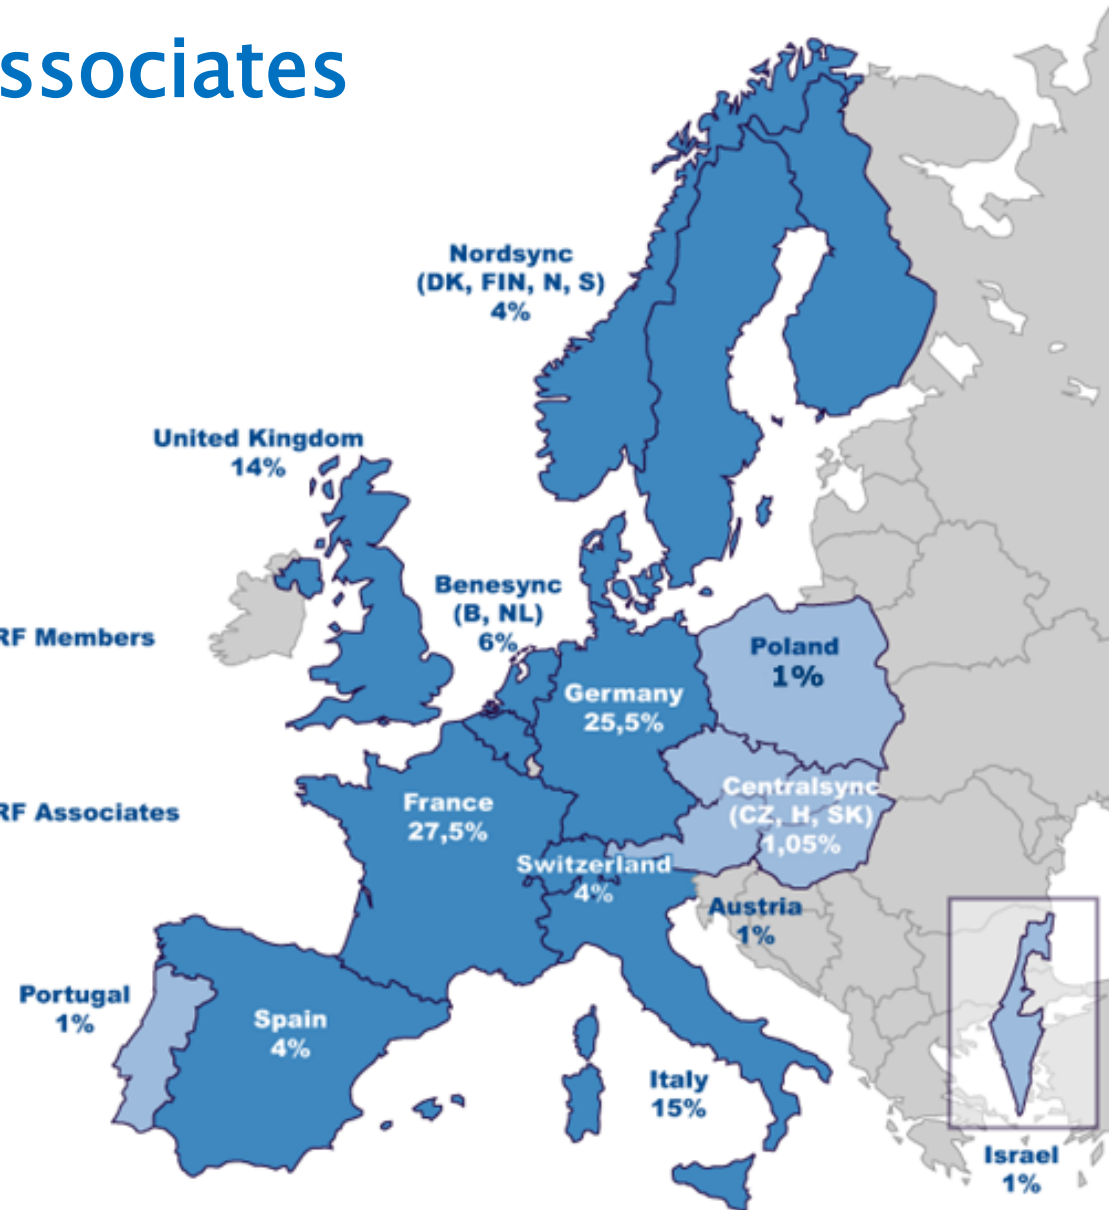 ssociates
Nordsync
(DK, FIN, N, S)
4%
United Kingdom
14%
Benesync
(B, NL)
6%
RF Members
Poland
1%
Germany
25,5%
Centralsync
(CZ, H, SK)
1,05%
France
27,5%
RF Associates
Switzerland
4%
Austria
1%
Portugal
1%
Spain
4%
Italy
15%
Israel
1%